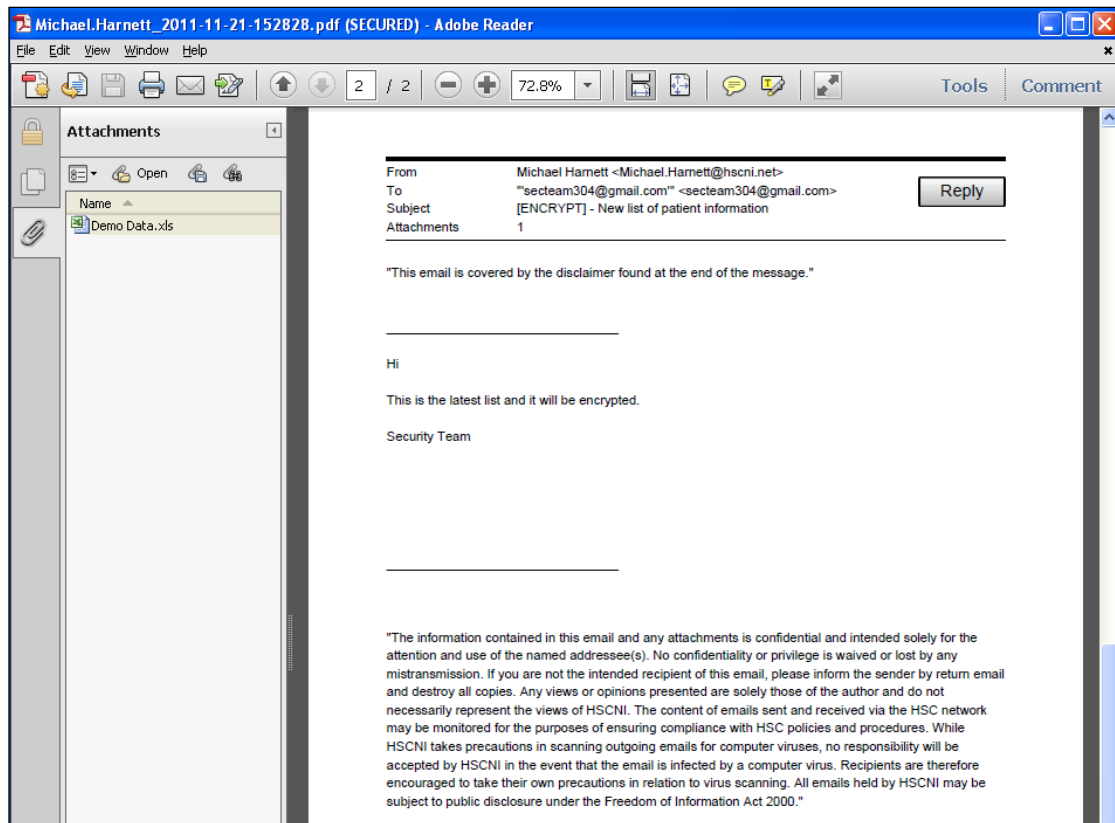 Michael.Harnett_2011-11-21-152828.pdf (SECURED) - Adobe Reader
File Edit View Window Help
2 / 2 72.8% Tools Comment
Attachments
Open
Name
Demo Data.xls
From Michael Harnett <Michael.Harnett@hscni.net>
To "'secteam304@gmail.com'" <secteam304@gmail.com>
Subject [ENCRYPT] - New list of patient information
Attachments 1
Reply
"This email is covered by the disclaimer found at the end of the message."
Hi
This is the latest list and it will be encrypted.
Security Team
"The information contained in this email and any attachments is confidential and intended solely for the
attention and use of the named addressee(s). No confidentiality or privilege is waived or lost by any
mistransmission. If you are not the intended recipient of this email, please inform the sender by return email
and destroy all copies. Any views or opinions presented are solely those of the author and do not
necessarily represent the views of HSCNI. The content of emails sent and received via the HSC network
may be monitored for the purposes of ensuring compliance with HSC policies and procedures. While
HSCNI takes precautions in scanning outgoing emails for computer viruses, no responsibility will be
accepted by HSCNI in the event that the email is infected by a computer virus. Recipients are therefore
encouraged to take their own precautions in relation to virus scanning. All emails held by HSCNI may be
subject to public disclosure under the Freedom of Information Act 2000."